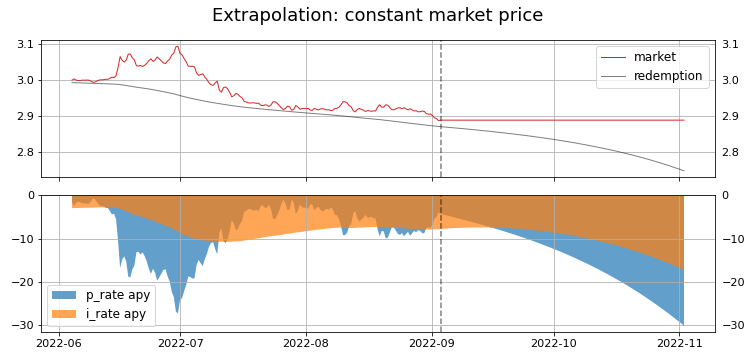 Extrapolation: constant market price
3.1 3.1
3.0 3.0
2.9 2.9
2.8 2.8
market
redemption
0 0
−10 −10
−20 −20
−30 −30
p_rate apy
i_rate apy
2022-06 2022-07 2022-08 2022-09 2022-10 2022-11